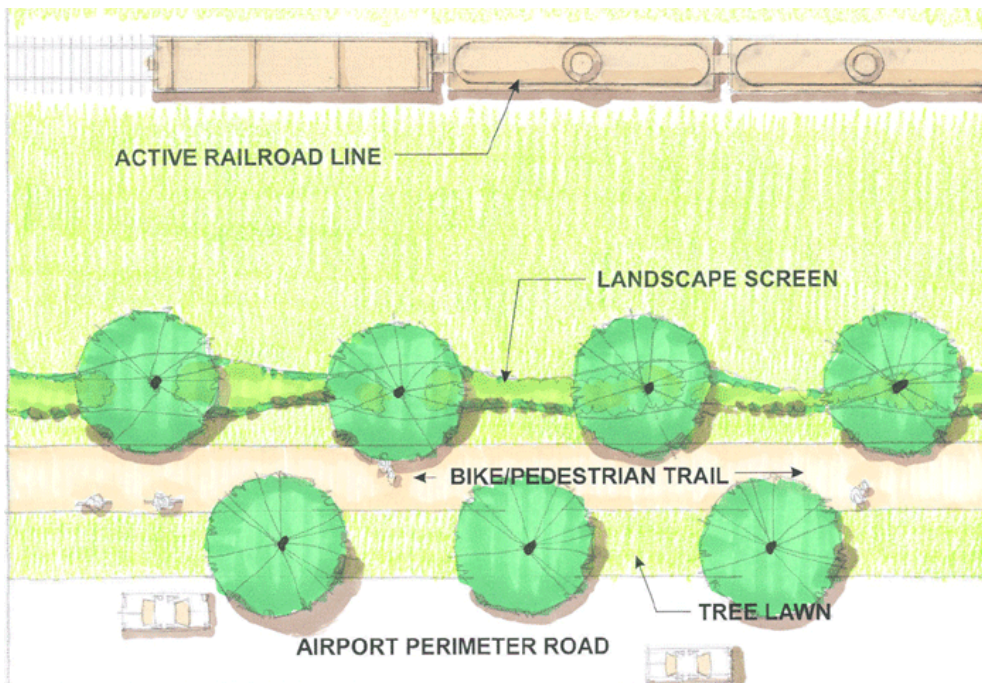 ACTIVE RAILROAD LINE
LANDSCAPE SCREEN
BIKE/PEDESTRIAN TRAIL
TREE LAWN
AIRPORT PERIMETER ROAD